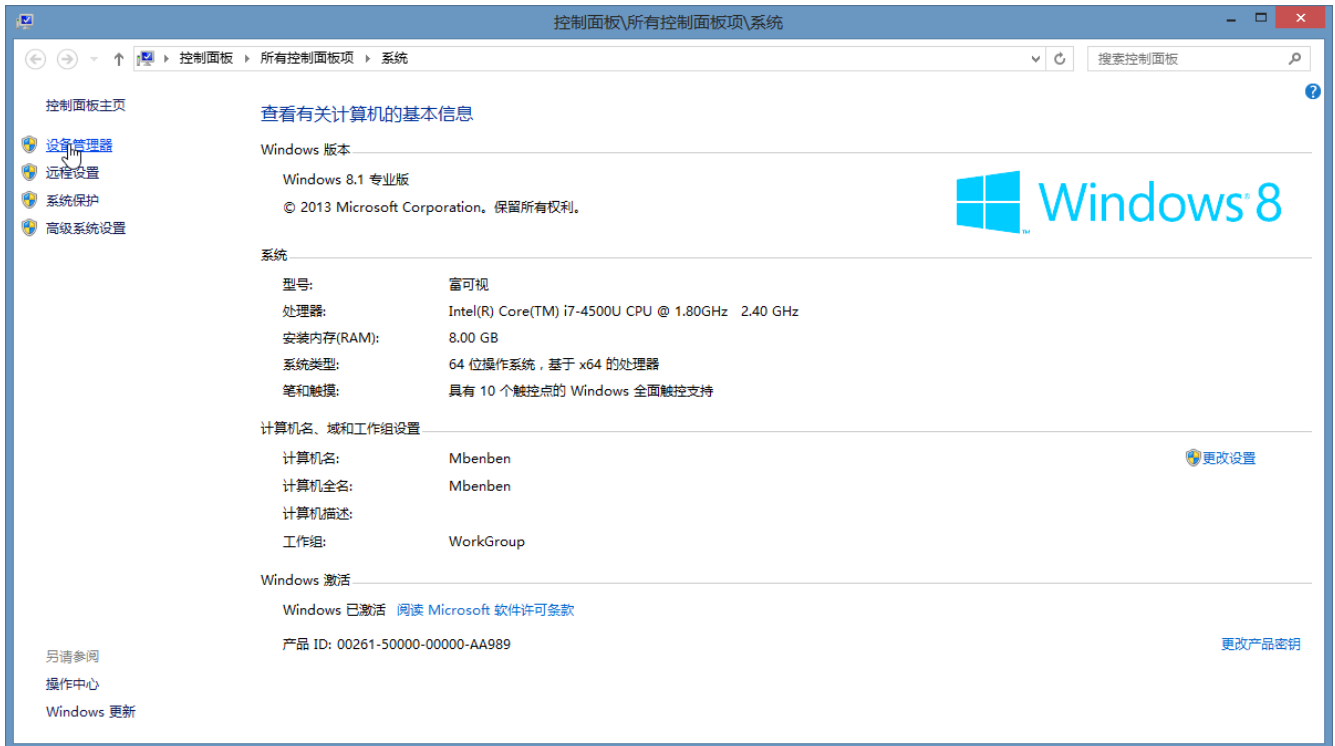 控制面板\所有控制面板项\系统
控制面板 所有控制面板项 系统
搜索控制面板
控制面板主页
设备管理器
远程设置
系统保护
高级系统设置
查看有关计算机的基本信息
Windows 版本
Windows 8.1 专业版
© 2013 Microsoft Corporation。保留所有权利。
Windows 8
系统
型号: 富可视
处理器: Intel(R) Core(TM) i7-4500U CPU @ 1.80GHz 2.40 GHz
安装内存(RAM): 8.00 GB
系统类型: 64 位操作系统，基于 x64 的处理器
笔和触摸: 具有 10 个触控点的 Windows 全面触控支持
计算机名、域和工作组设置
计算机名: Mbenben 更改设置
计算机全名: Mbenben
计算机描述:
工作组: WorkGroup
Windows 激活
Windows 已激活 阅读 Microsoft 软件许可条款
产品 ID: 00261-50000-00000-AA989 更改产品密钥
另请参阅
操作中心
Windows 更新